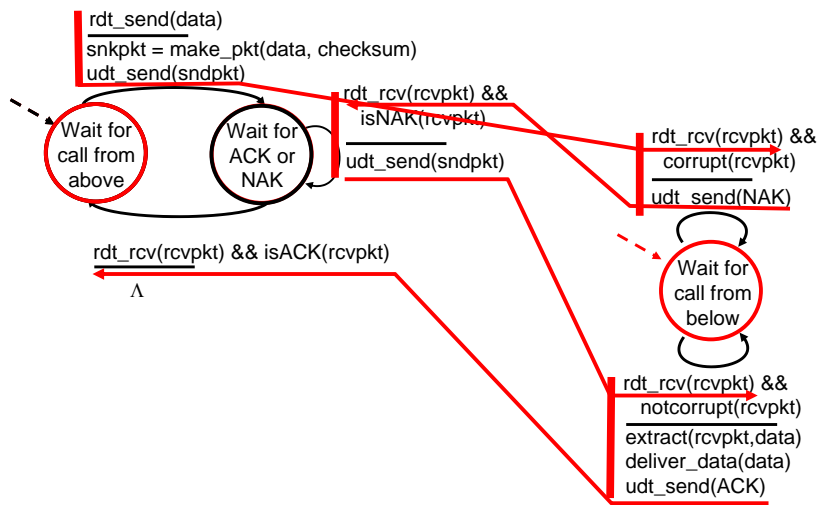 rdt_send(data)
snkpkt = make_pkt(data, checksum)
udt_send(sndpkt)
Wait for
call from
above
Wait for
ACK or
NAK
rdt_rcv(rcvpkt) &&
isNAK(rcvpkt)
udt_send(sndpkt)
rdt_rcv(rcvpkt) && isACK(rcvpkt)
Λ
rdt_rcv(rcvpkt) &&
corrupt(rcvpkt)
udt_send(NAK)
Wait for
call from
below
rdt_rcv(rcvpkt) &&
notcorrupt(rcvpkt)
extract(rcvpkt,data)
deliver_data(data)
udt_send(ACK)